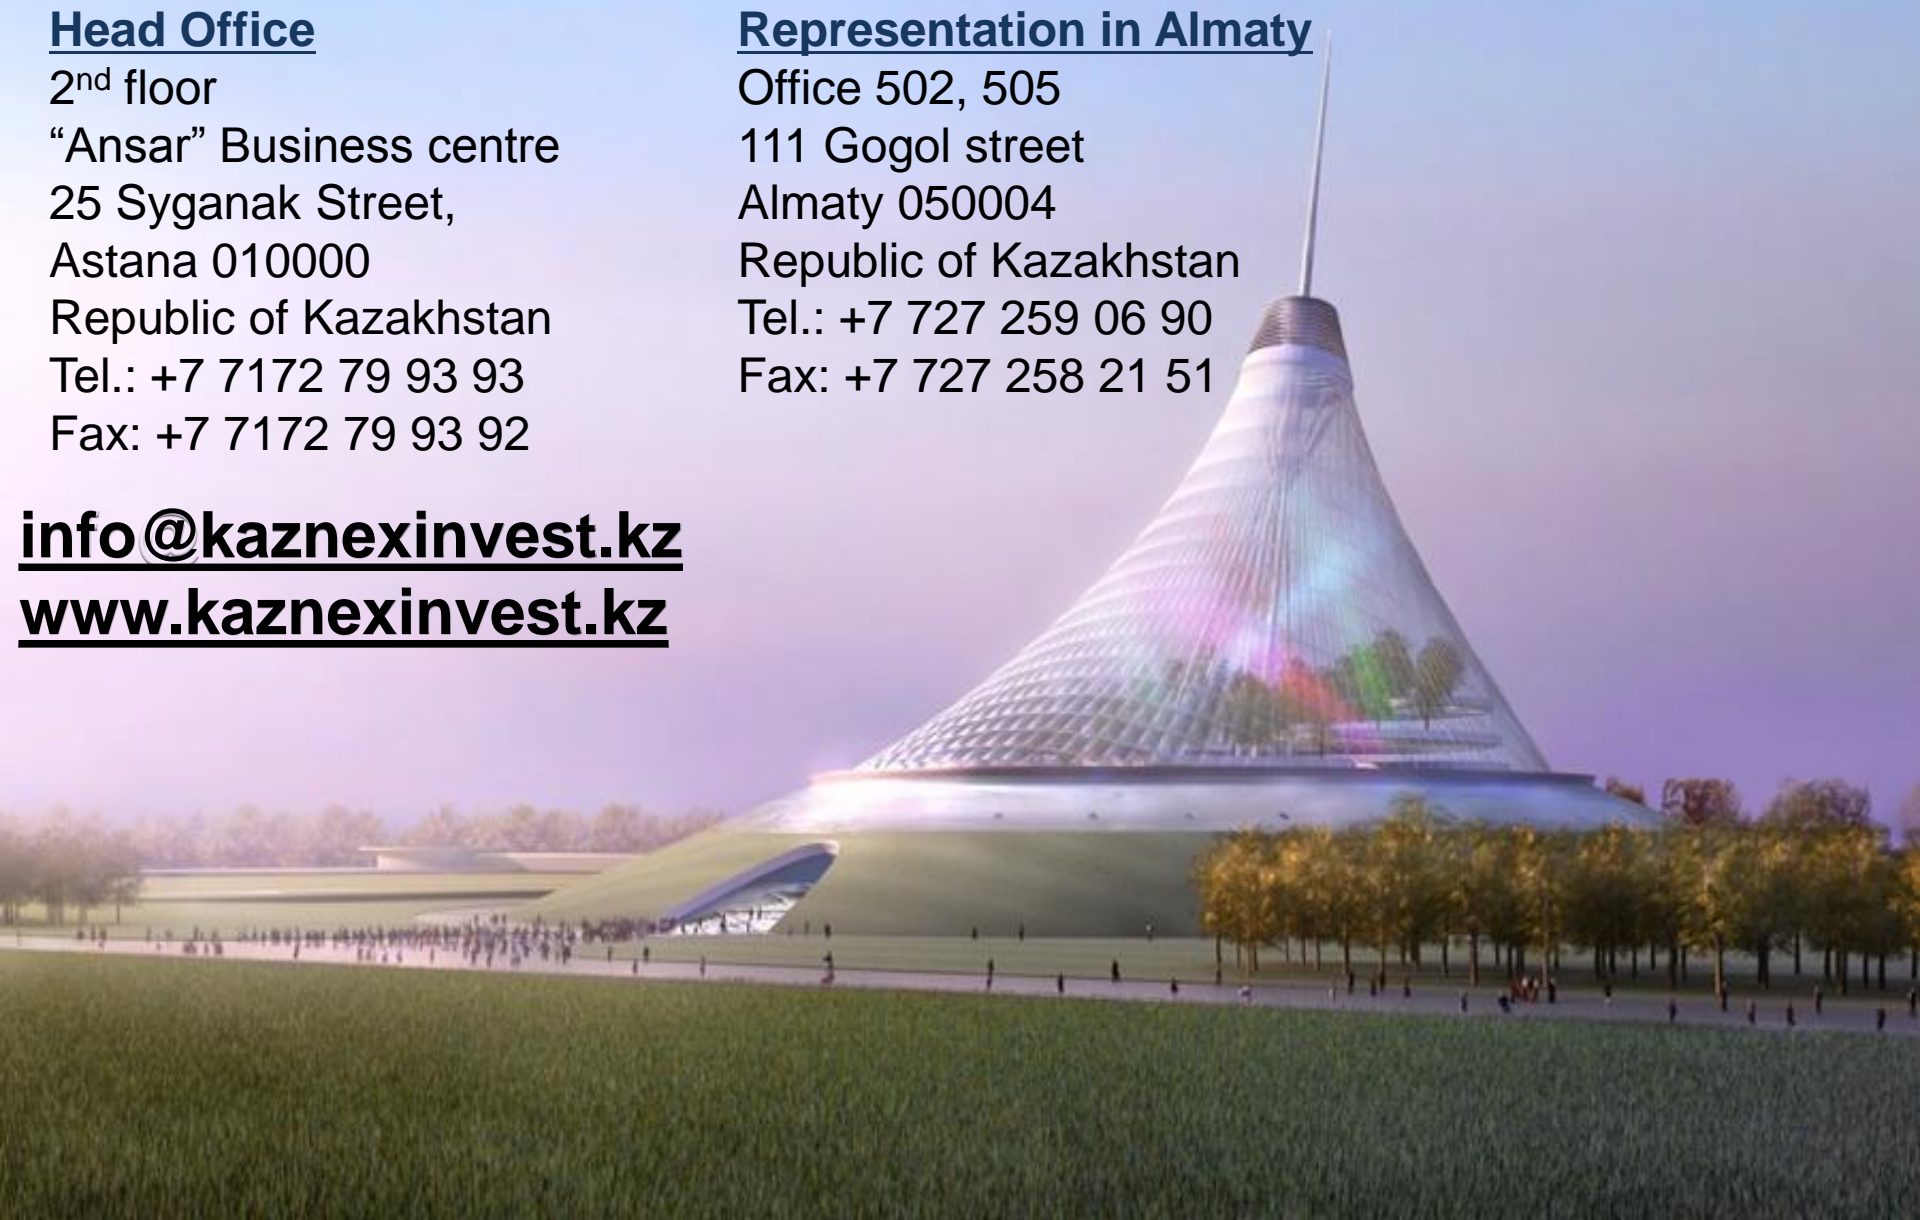 Head Office
2nd floor
“Ansar” Business centre
25 Syganak Street,
Astana 010000
Republic of Kazakhstan
Tel.: +7 7172 79 93 93
Fax: +7 7172 79 93 92
Representation in Almaty
Office 502, 505
111 Gogol street
Almaty 050004
Republic of Kazakhstan
Tel.: +7 727 259 06 90
Fax: +7 727 258 21 51
info@kaznexinvest.kz
www.kaznexinvest.kz